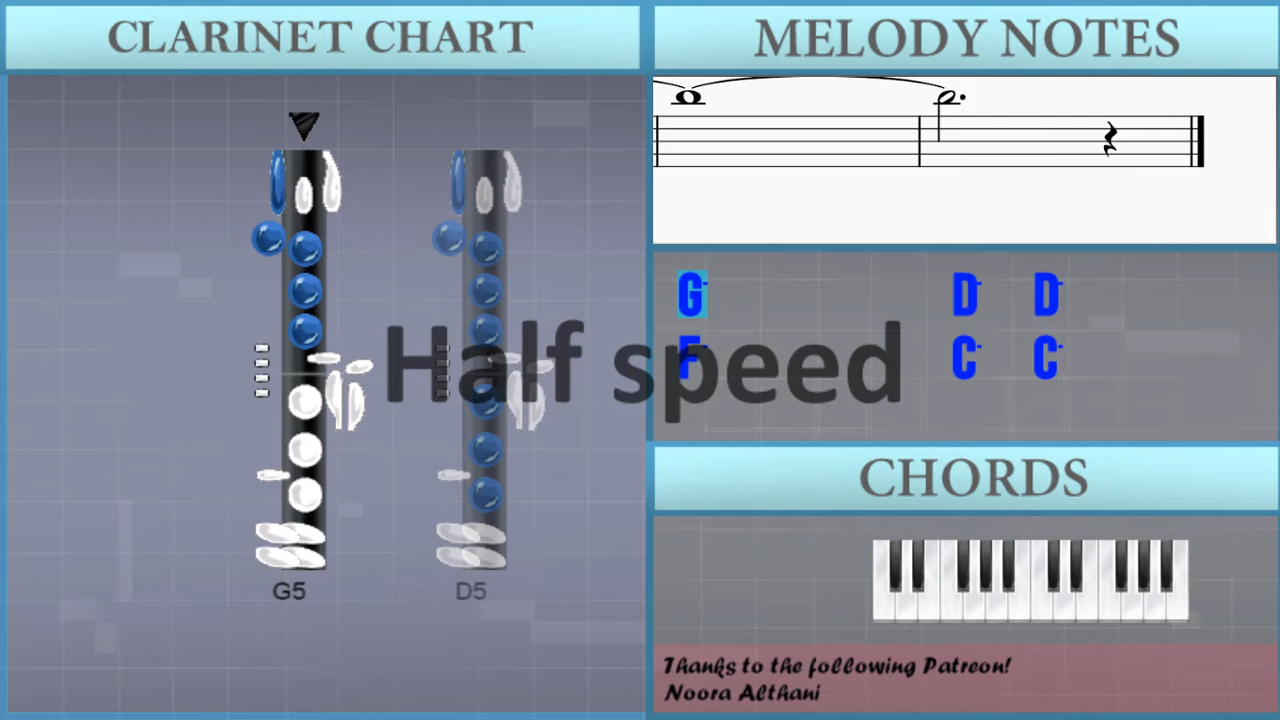 CLARINET CHART
MELODY NOTES
G D D
F C C
Half speed
CHORDS
G5 D5
Thanks to the following Patreon!
Noora Althani